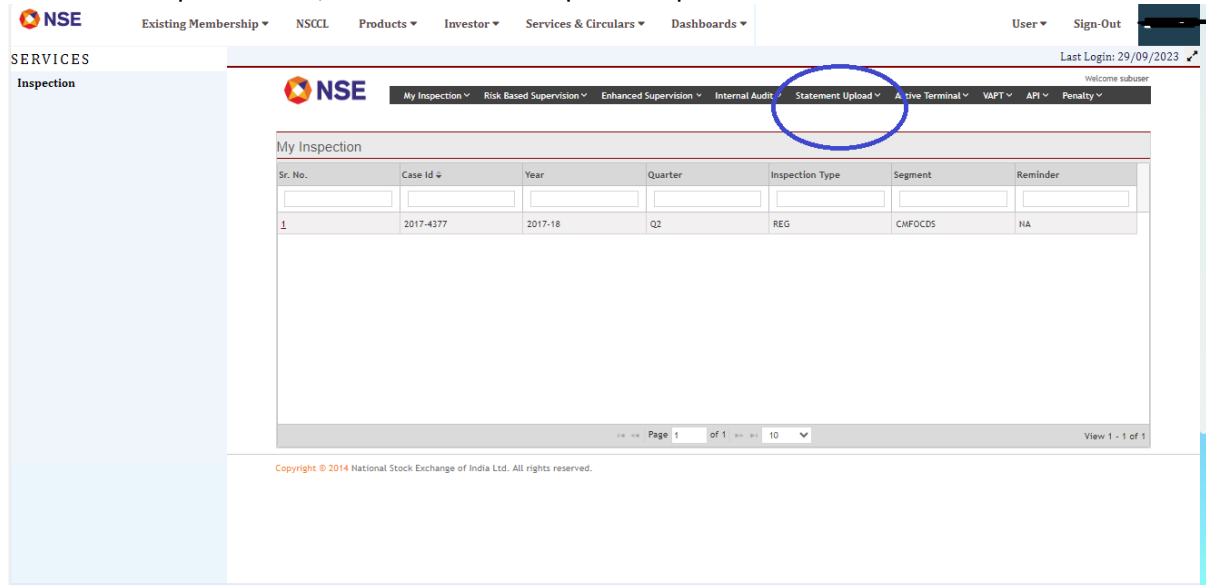 NSE Existing Membership NSCCL Products Investor Services & Circulars Dashboards User Sign-Out
SERVICES
Last Login: 29/09/2023
Inspection
Welcome subuser
NSE My Inspection Risk Based Supervision Enhanced Supervision Internal Audit Statement Upload Active Terminal VAPT API Penalty
My Inspection
Sr. No. Case Id Year Quarter Inspection Type Segment Reminder
1 2017-4377 2017-18 Q2 REG CMFOCDS NA
Page 1 of 1 10 View 1 - 1 of 1
Copyright © 2014 National Stock Exchange of India Ltd. All rights reserved.